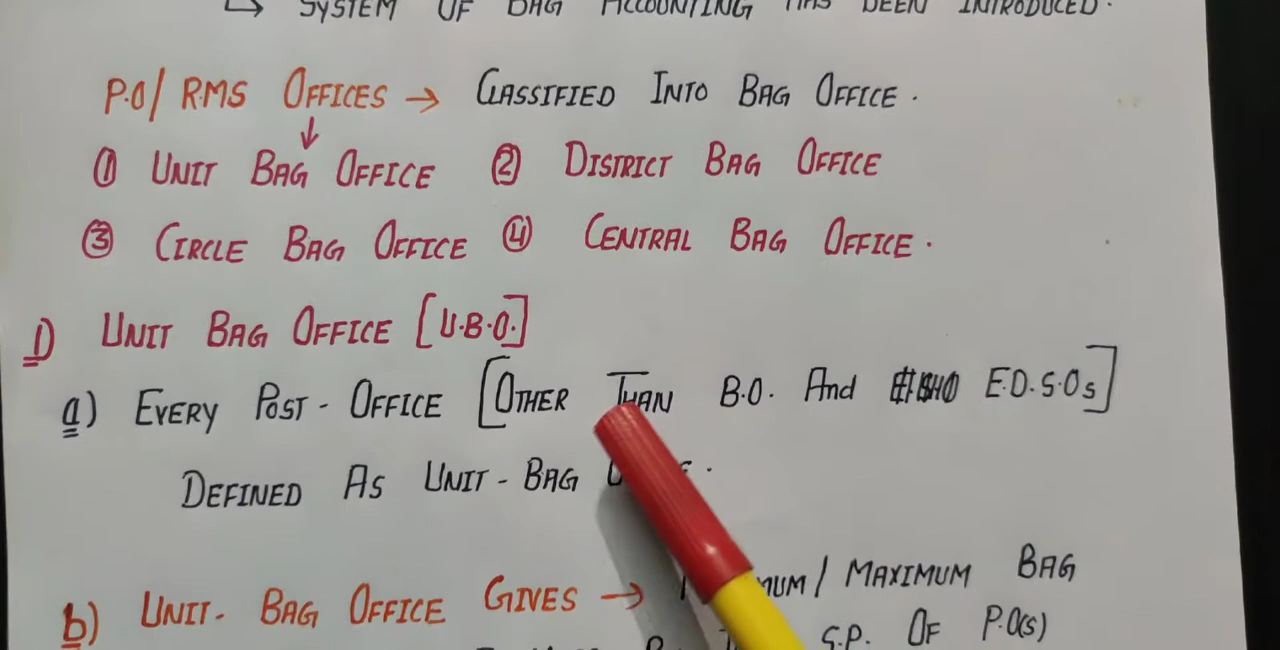 ↳ SYSTEM OF BAG ACCOUNTING HAS BEEN INTRODUCED.
P.O/ R.M.S OFFICES → CLASSIFIED INTO BAG OFFICE.
① UNIT BAG OFFICE ② DISTRICT BAG OFFICE
③ CIRCLE BAG OFFICE ④ CENTRAL BAG OFFICE.
1) UNIT BAG OFFICE [U.B.O.]
a) EVERY POST-OFFICE [OTHER THAN B.O. And E.D.S.Os]
DEFINED AS UNIT-BAG
b) UNIT-BAG OFFICE GIVES → / MAXIMUM BAG
S.P. OF P.O(s)